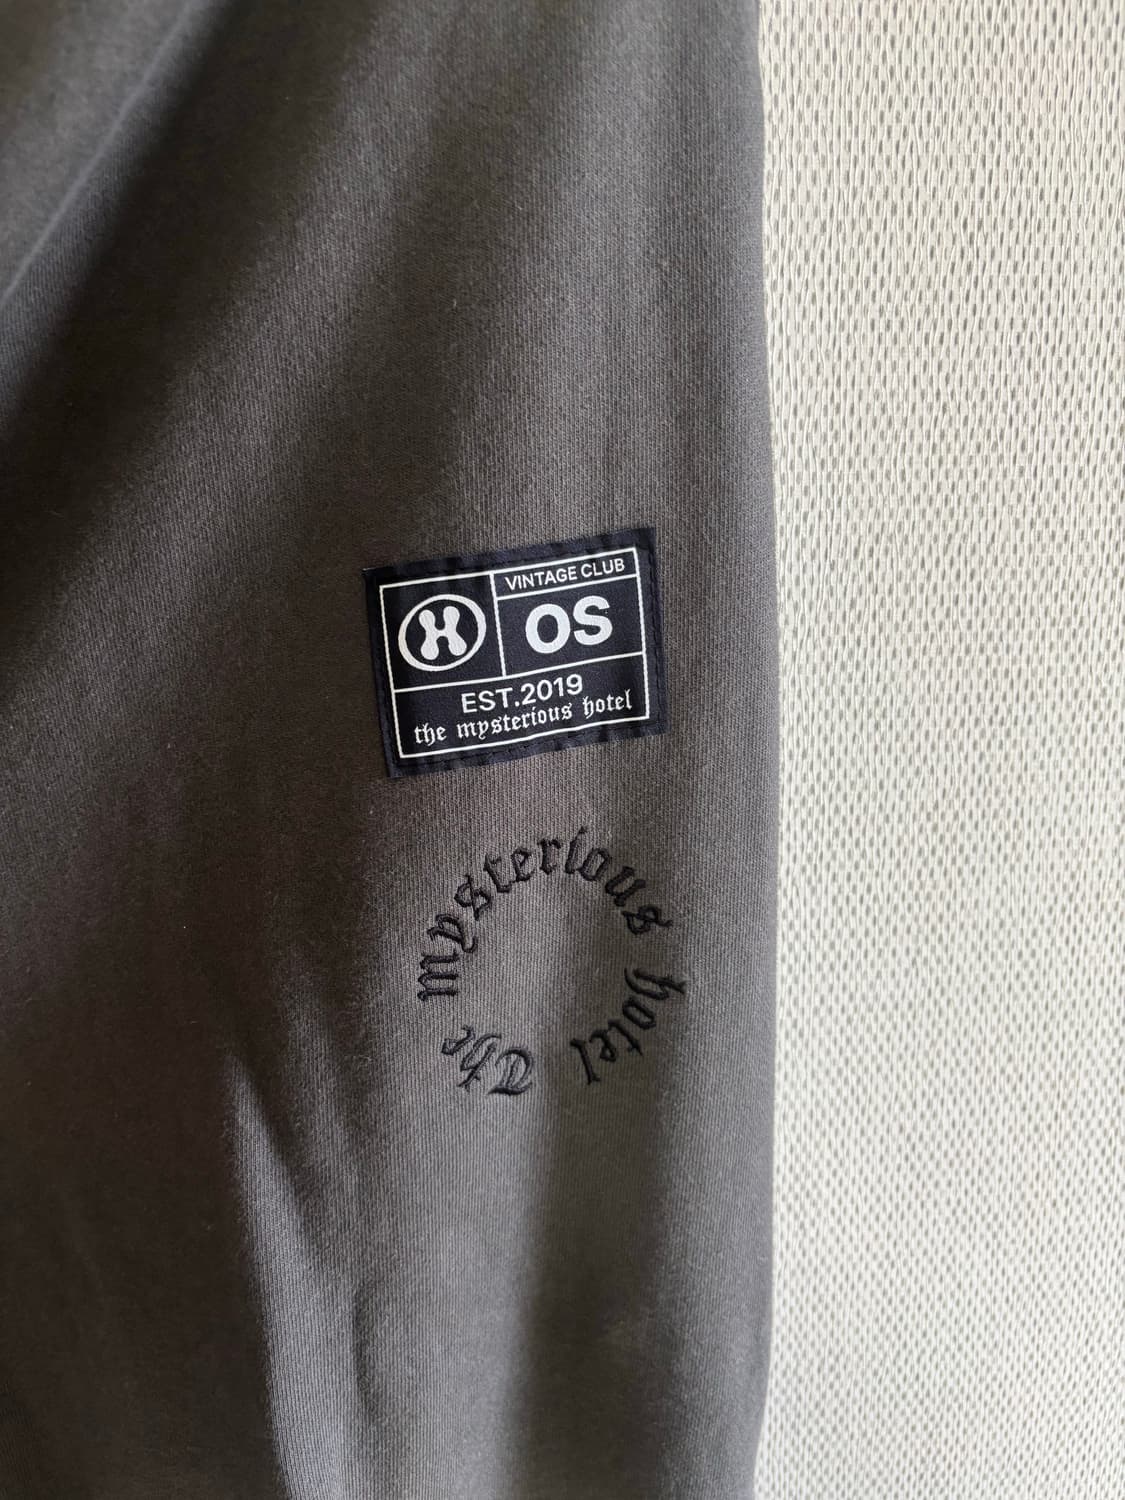 H
VINTAGE CLUB
OS
EST.2019
the mysterious hotel
The mysterious hotel